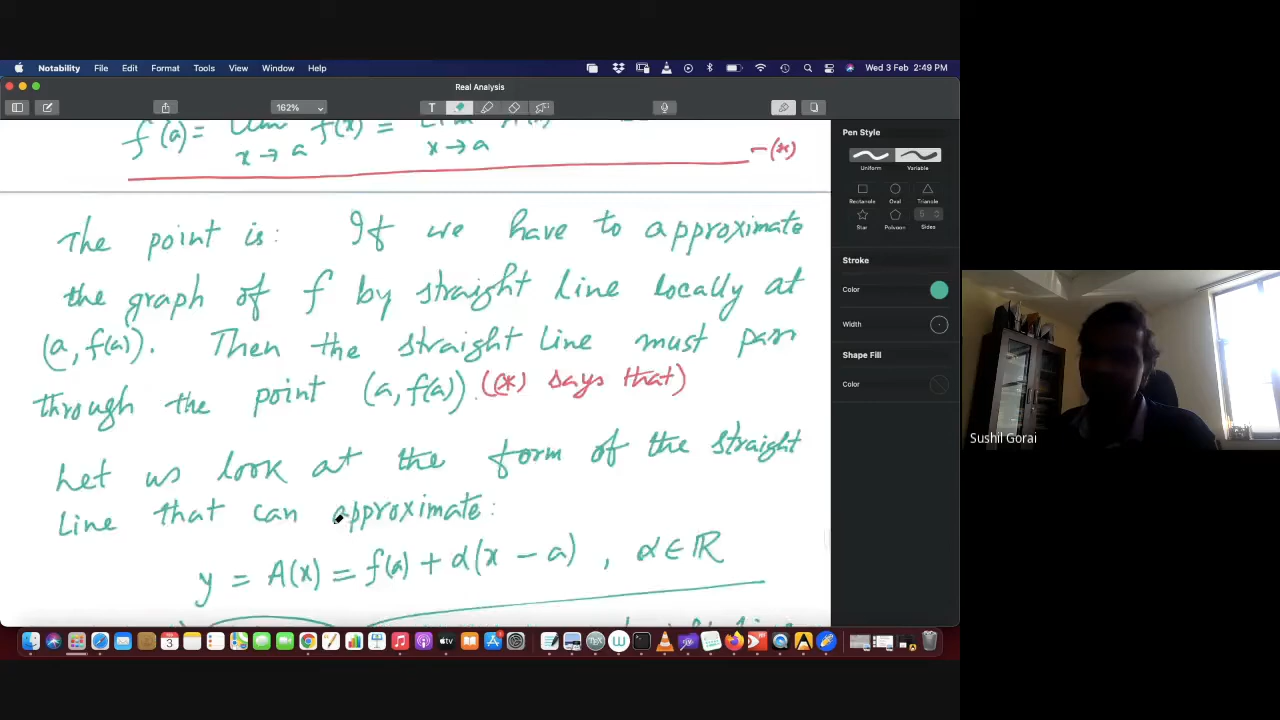 Notability File Edit Format Tools View Window Help Wed 3 Feb 2:49 PM
Real Analysis
162%
T
f(a) = lim f(x) =
x → a x → a
—(*)
The point is: If we have to approximate
the graph of f by straight line locally at
(a, f(a)). Then the straight line must pass
through the point (a, f(a)). ((*) says that)
Let us look at the form of the straight
line that can approximate:
y = A(x) = f(a) + α(x − a) , α ∈ ℝ
Pen Style
Uniform Variable
Rectangle Oval Triangle
5
Star Polygon Sides
Stroke
Color
Width
Shape Fill
Color
Sushil Gorai